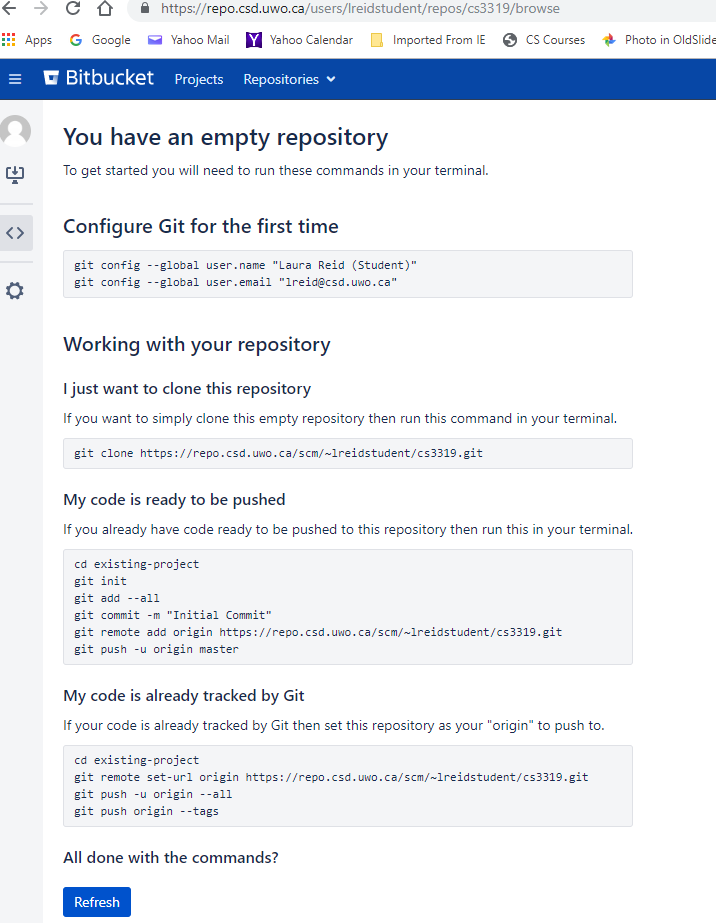 https://repo.csd.uwo.ca/users/lreidstudent/repos/cs3319/browse
Apps Google Yahoo Mail Yahoo Calendar Imported From IE CS Courses Photo in OldSlide
Bitbucket Projects Repositories
You have an empty repository
To get started you will need to run these commands in your terminal.
Configure Git for the first time
git config --global user.name "Laura Reid (Student)"
git config --global user.email "lreid@csd.uwo.ca"
Working with your repository
I just want to clone this repository
If you want to simply clone this empty repository then run this command in your terminal.
git clone https://repo.csd.uwo.ca/scm/~lreidstudent/cs3319.git
My code is ready to be pushed
If you already have code ready to be pushed to this repository then run this in your terminal.
cd existing-project
git init
git add --all
git commit -m "Initial Commit"
git remote add origin https://repo.csd.uwo.ca/scm/~lreidstudent/cs3319.git
git push -u origin master
My code is already tracked by Git
If your code is already tracked by Git then set this repository as your "origin" to push to.
cd existing-project
git remote set-url origin https://repo.csd.uwo.ca/scm/~lreidstudent/cs3319.git
git push -u origin --all
git push origin --tags
All done with the commands?
Refresh